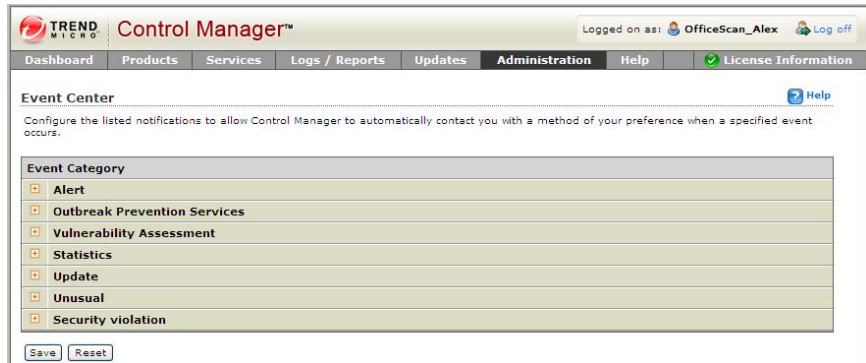 TREND MICRO Control Manager™ Logged on as: OfficeScan_Alex Log off
Dashboard Products Services Logs / Reports Updates Administration Help License Information
Event Center Help
Configure the listed notifications to allow Control Manager to automatically contact you with a method of your preference when a specified event
occurs.
Event Category
Alert
Outbreak Prevention Services
Vulnerability Assessment
Statistics
Update
Unusual
Security violation
Save Reset